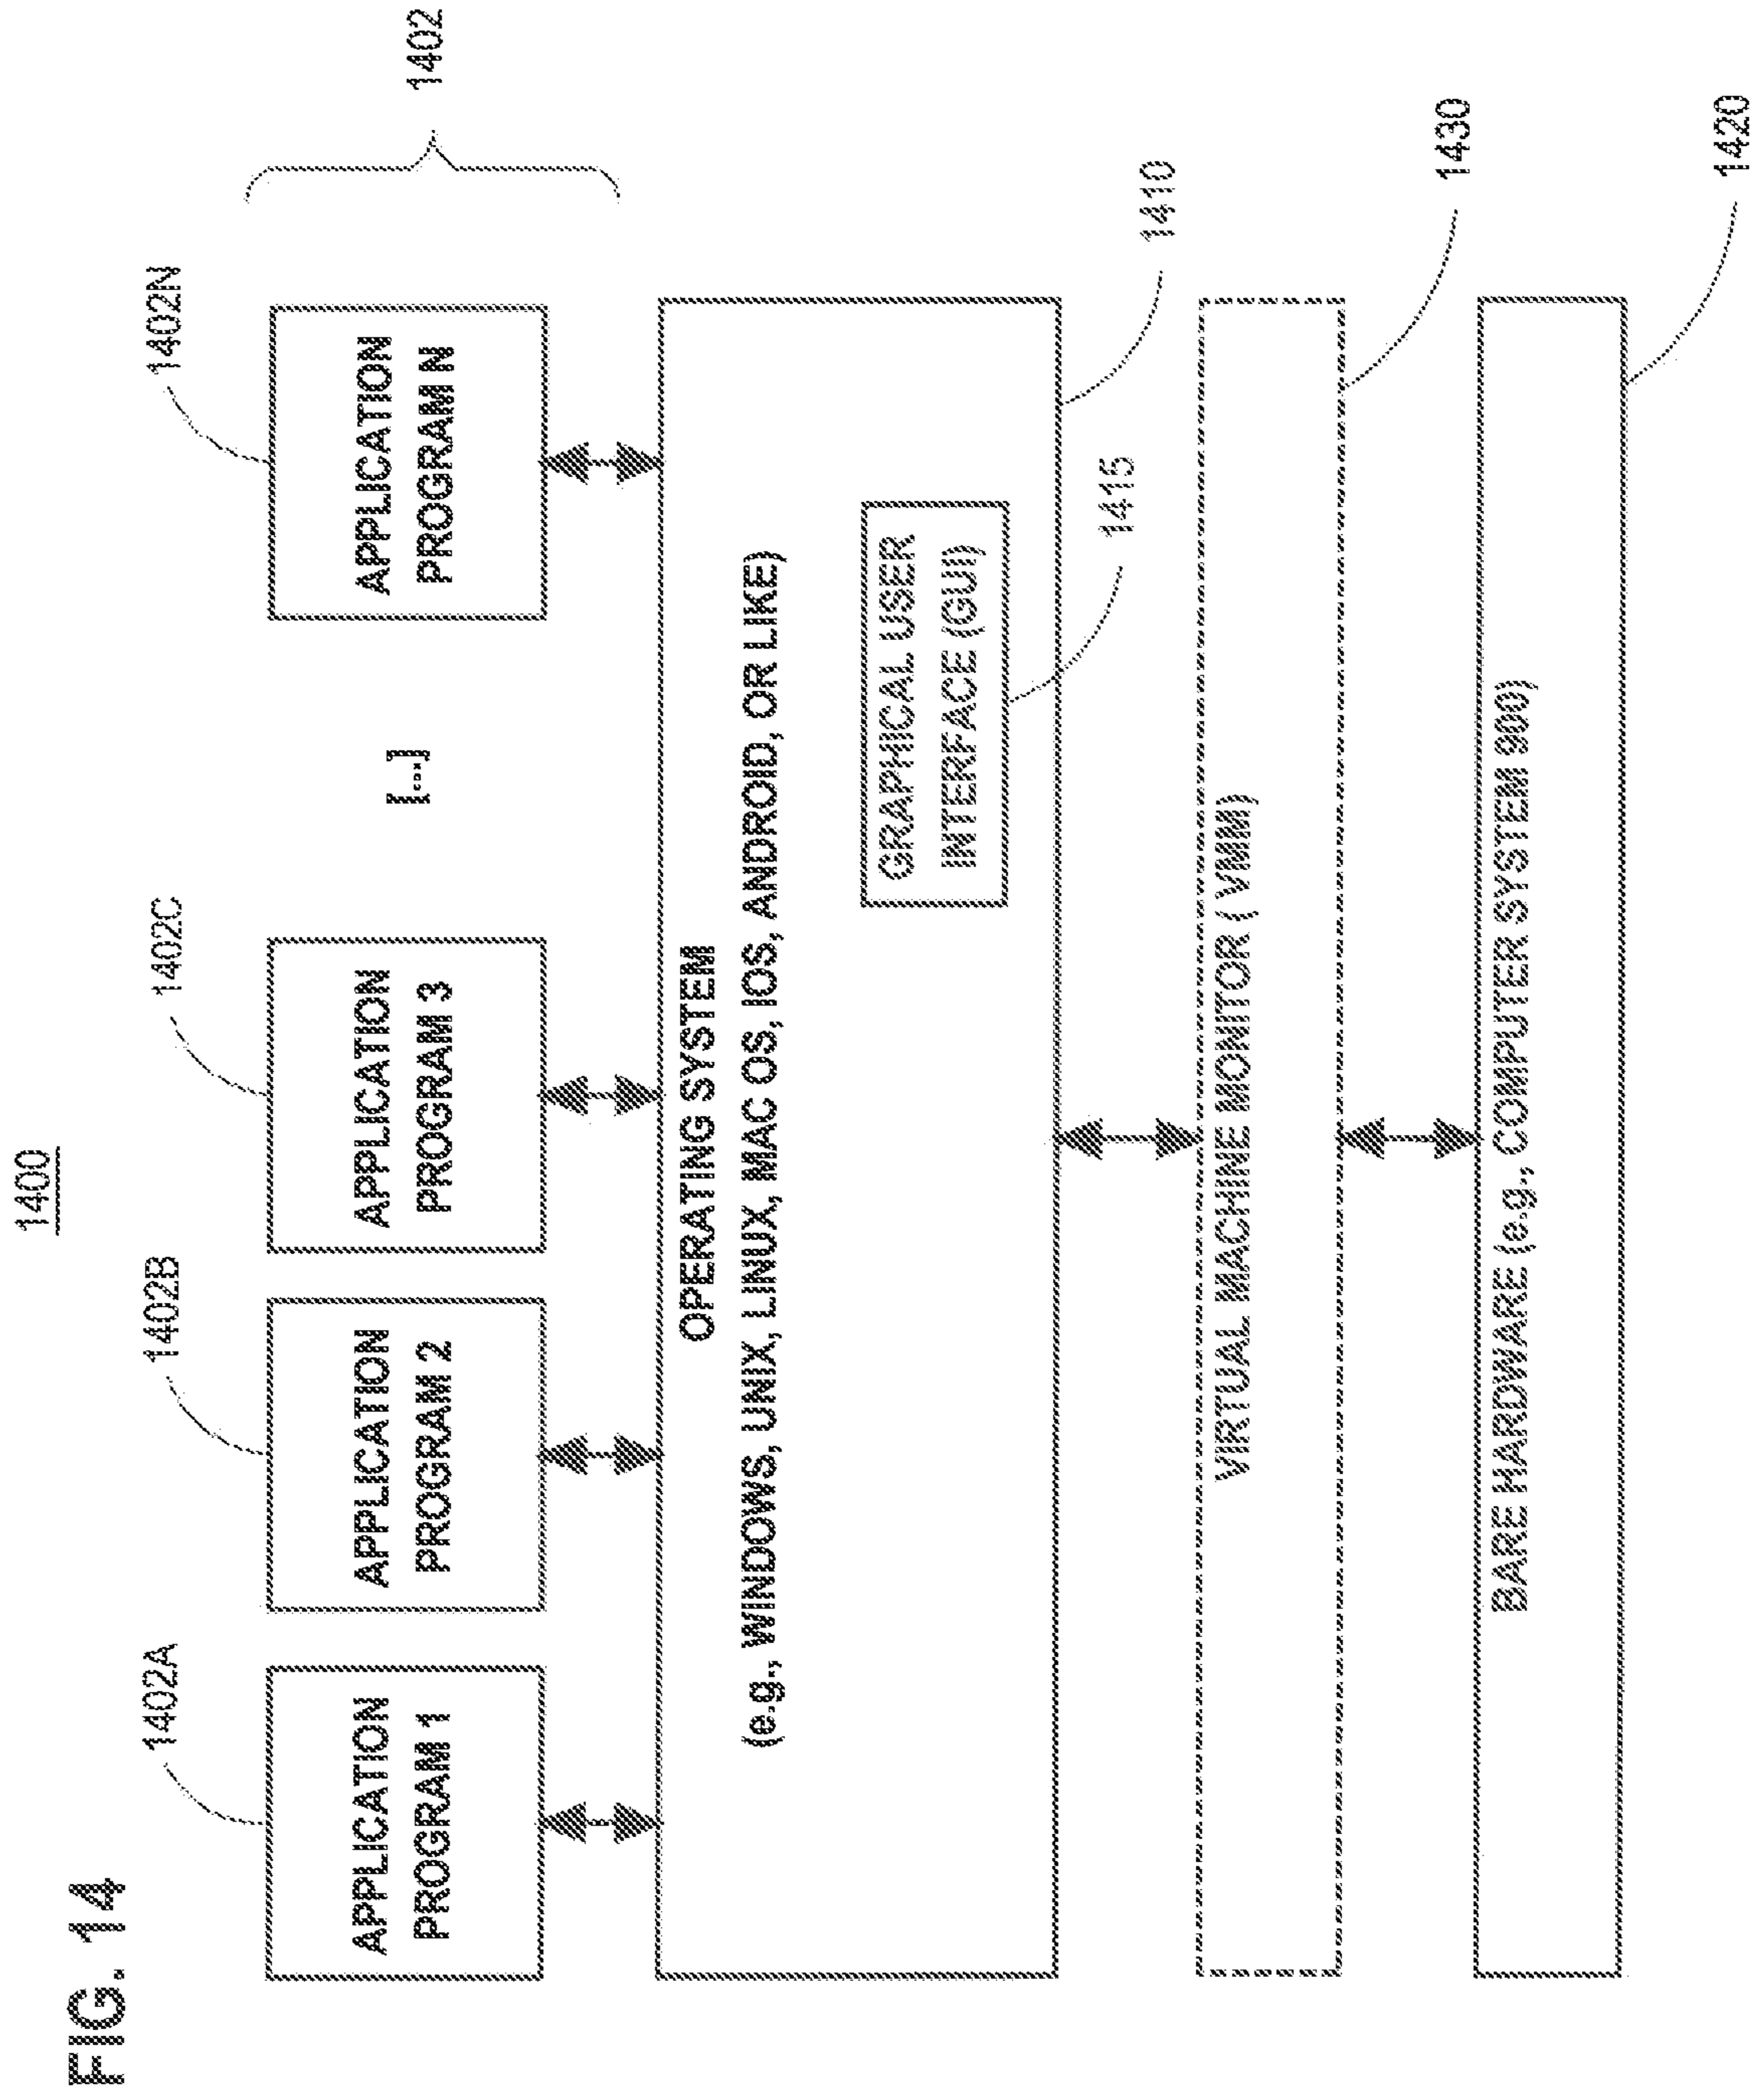 FIG. 14
1400
1402A
1402B
1402C
1402N
1402
APPLICATION
PROGRAM 1
APPLICATION
PROGRAM 2
APPLICATION
PROGRAM 3
[...]
APPLICATION
PROGRAM N
OPERATING SYSTEM
(e.g., WINDOWS, UNIX, LINUX, MAC OS, IOS, ANDROID, OR LIKE)
GRAPHICAL USER
INTERFACE (GUI)
1415
1410
VIRTUAL MACHINE MONITOR ( VMM)
1430
BARE HARDWARE (e.g., COMPUTER SYSTEM 900)
1420